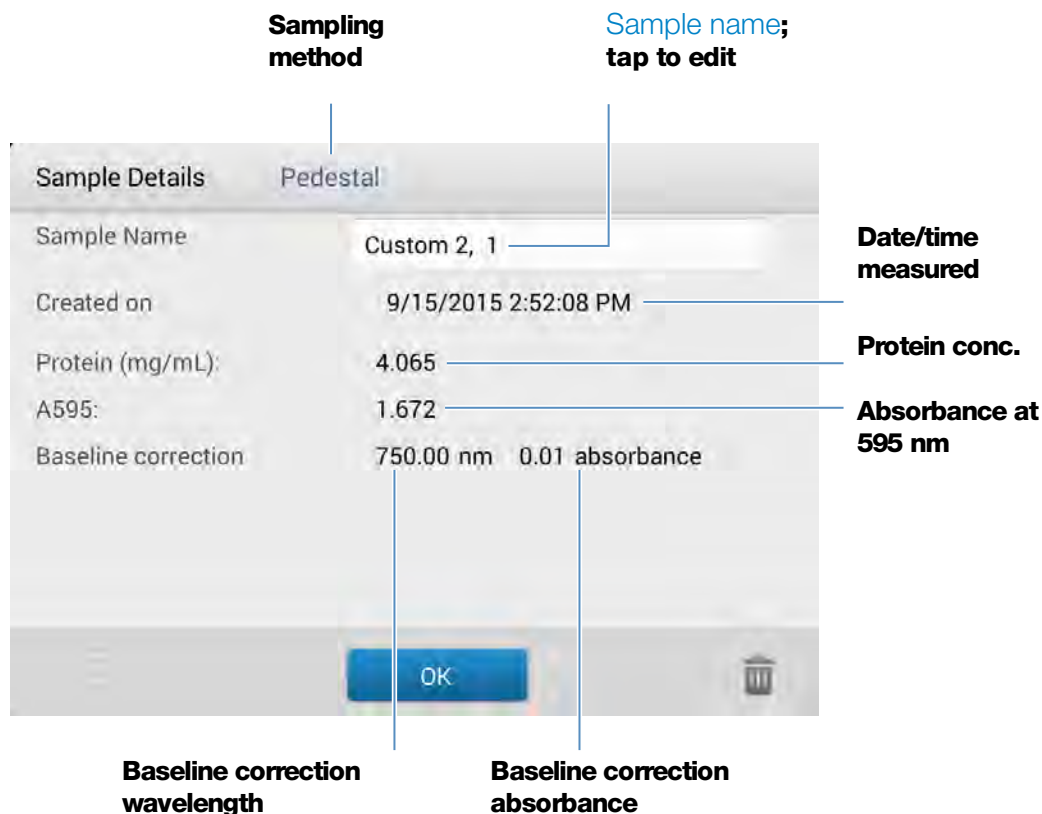 Sampling
method
Sample name;
tap to edit
Sample Details Pedestal
Sample Name Custom 2, 1
Date/time
measured
Created on 9/15/2015 2:52:08 PM
Protein conc.
Protein (mg/mL): 4.065
A595: 1.672
Absorbance at
595 nm
Baseline correction 750.00 nm 0.01 absorbance
OK
Baseline correction
wavelength
Baseline correction
absorbance